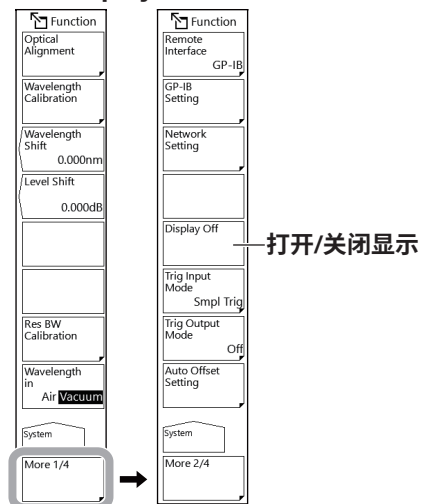 Function
Optical
Alignment
Wavelength
Calibration
Wavelength
Shift
0.000nm
Level Shift
0.000dB
Res BW
Calibration
Wavelength
in
Air Vacuum
System
More 1/4
Function
Remote
Interface
GP-IB
GP-IB
Setting
Network
Setting
Display Off
打开/关闭显示
Trig Input
Mode
Smpl Trig
Trig Output
Mode
Off
Auto Offset
Setting
System
More 2/4